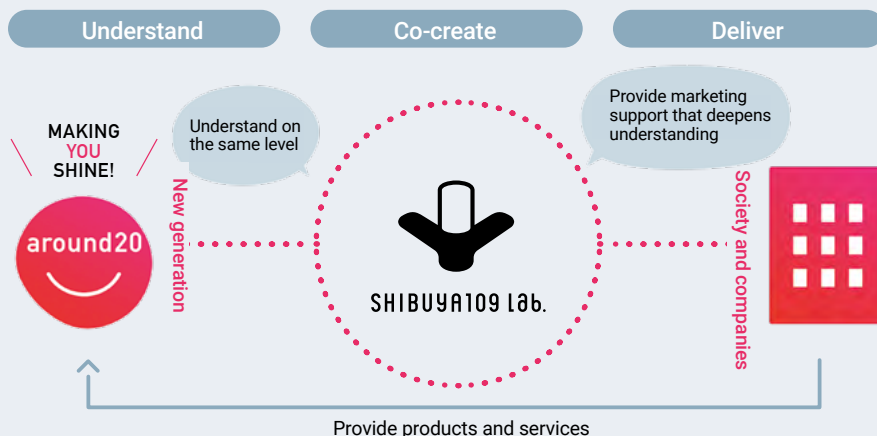 Understand
Co-create
Deliver
MAKING
YOU
SHINE!
Understand on
the same level
Provide marketing
support that deepens
understanding
around20
New generation
SHIBUYA109 Lab.
Society and companies
Provide products and services